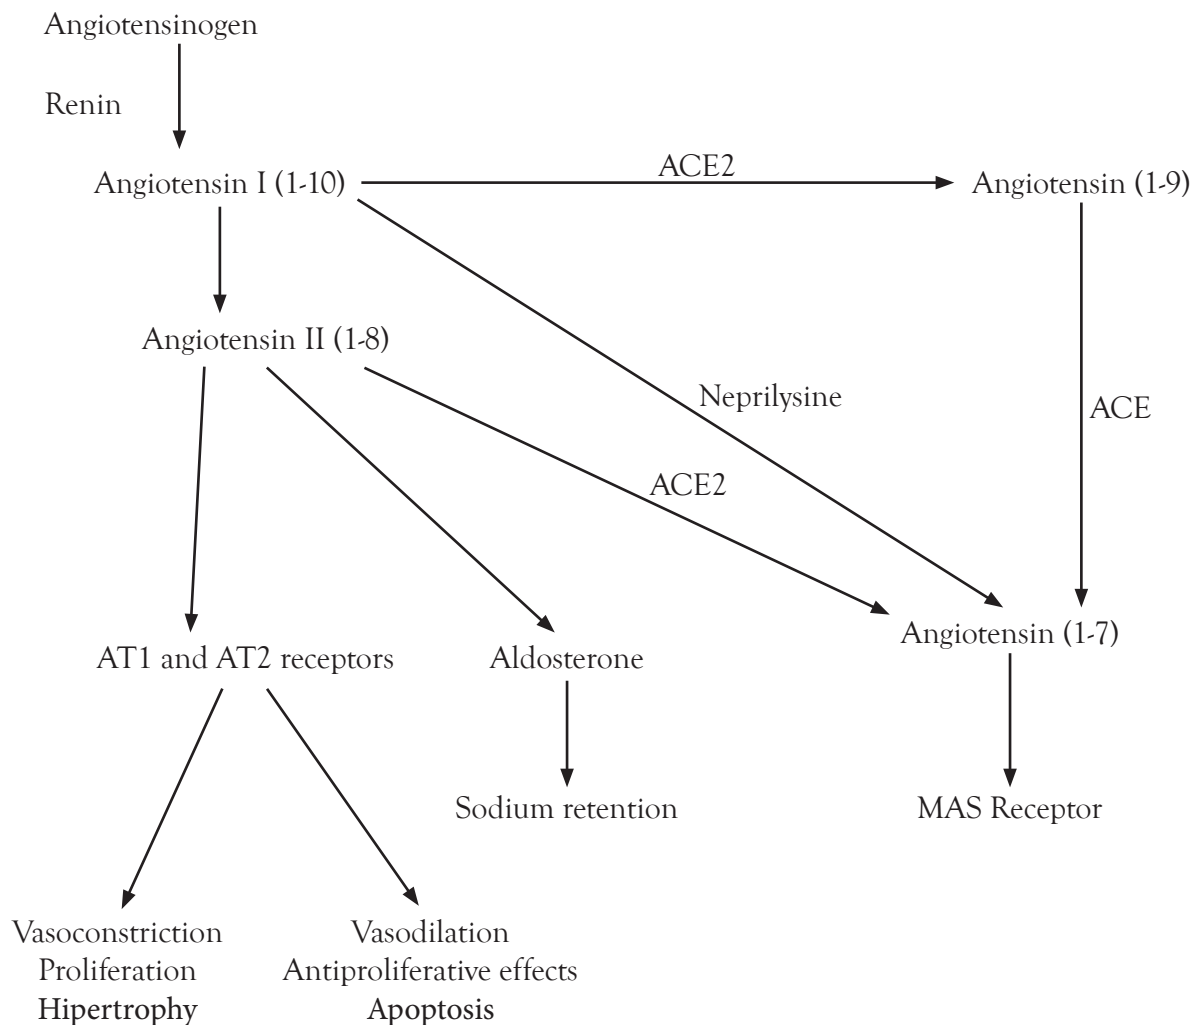 Angiotensinogen
Renin
ACE2
Angiotensin I (1-10)
Angiotensin (1-9)
Angiotensin II (1-8)
Neprilysine
ACE
ACE2
Angiotensin (1-7)
AT1 and AT2 receptors
Aldosterone
Sodium retention
MAS Receptor
Vasoconstriction
Proliferation
Hipertrophy
Vasodilation
Antiproliferative effects
Apoptosis